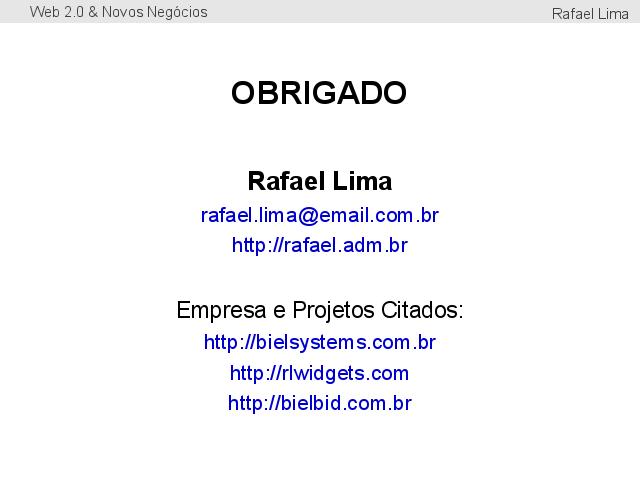 Web 2.0 & Novos Negócios
Rafael Lima
OBRIGADO
Rafael Lima
rafael.lima@email.com.br
http://rafael.adm.br
Empresa e Projetos Citados:
http://bielsystems.com.br
http://rlwidgets.com
http://bielbid.com.br